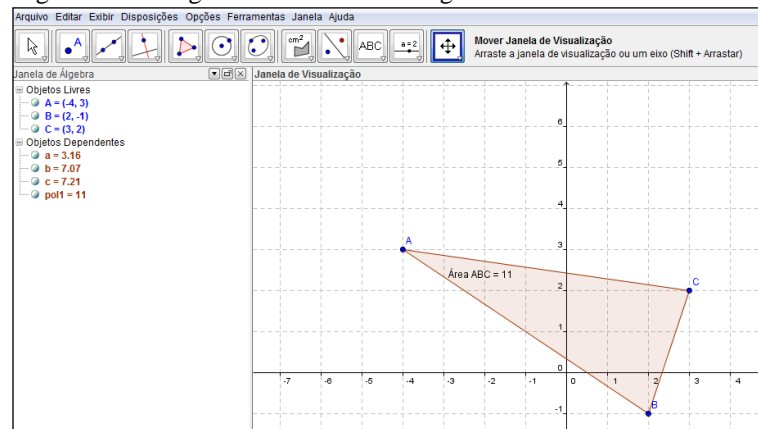 Arquivo Editar Exibir Disposições Opções Ferramentas Janela Ajuda
A
cm²
ABC
a=2
Mover Janela de Visualização
Arraste a janela de visualização ou um eixo (Shift + Arrastar)
Janela de Álgebra
Janela de Visualização
Objetos Livres
A = (-4, 3)
B = (2, -1)
C = (3, 2)
Objetos Dependentes
a = 3.16
b = 7.07
c = 7.21
pol1 = 11
6
5
4
A
3
Área ABC = 11
C
2
1
0
-7 -6 -5 -4 -3 -2 -1 0 1 2 3 4
B
-1